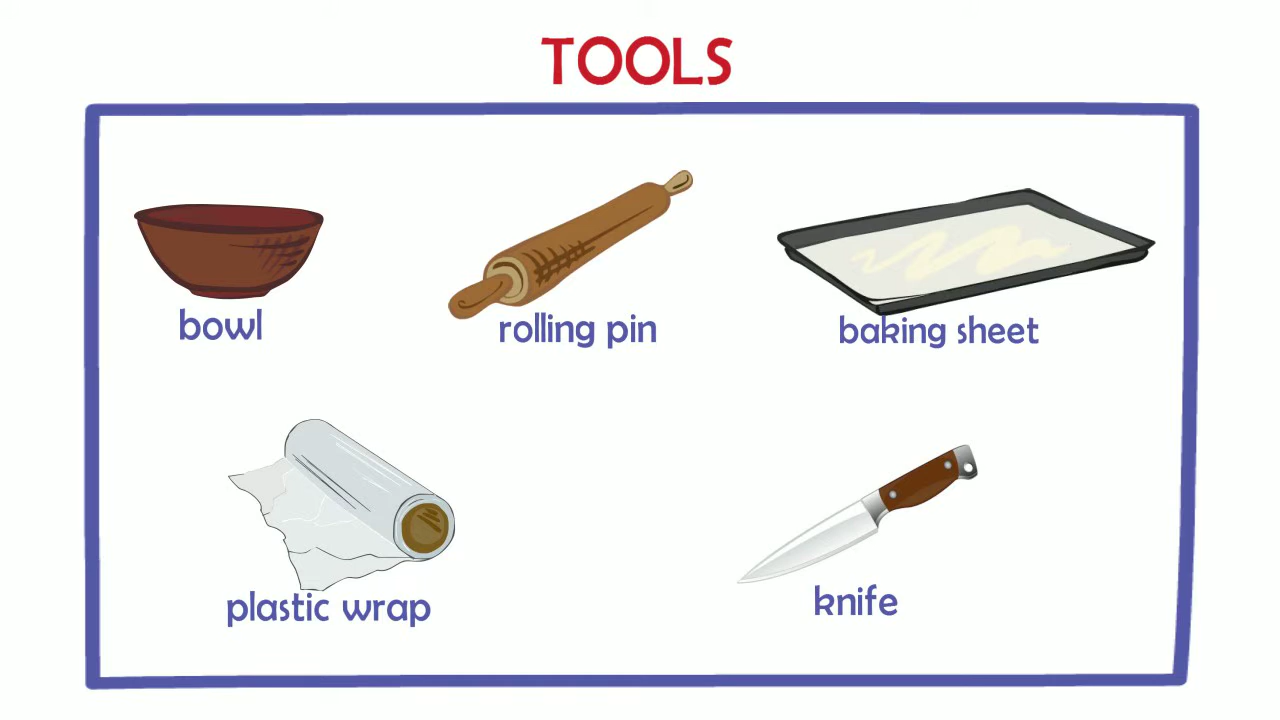 TOOLS
bowl
rolling pin
baking sheet
plastic wrap
knife